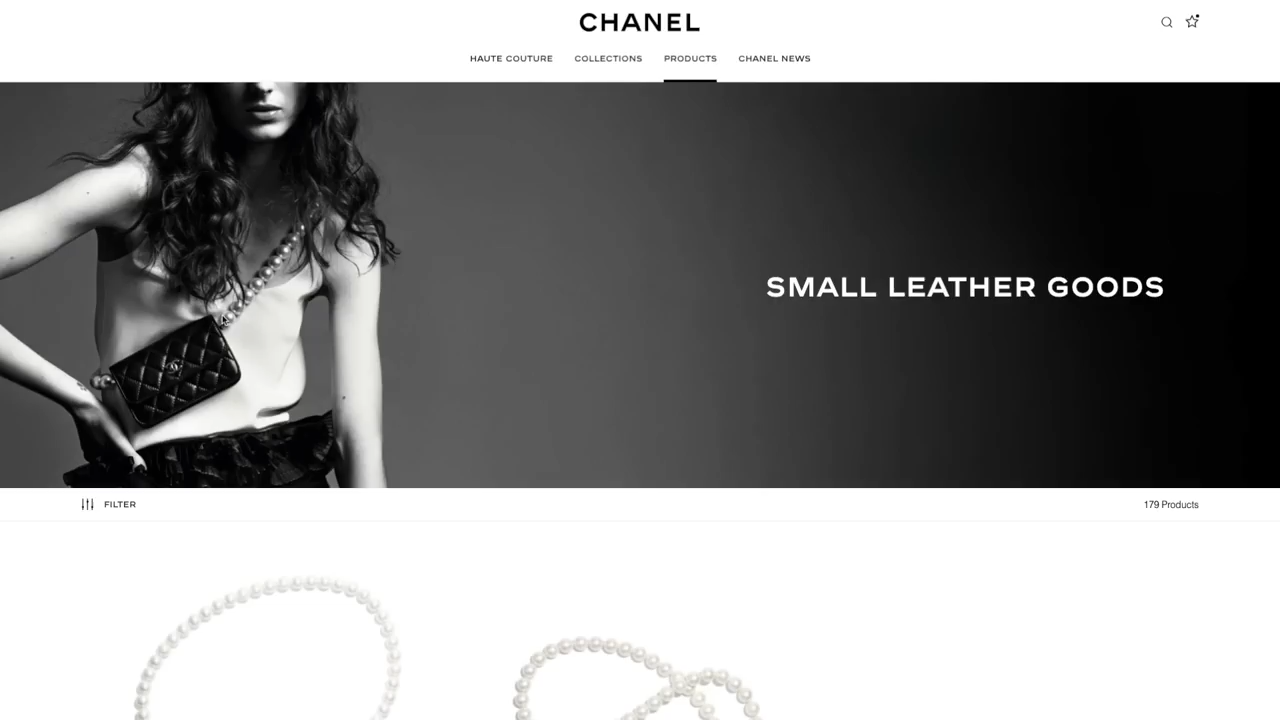 CHANEL
HAUTE COUTURE COLLECTIONS PRODUCTS CHANEL NEWS
SMALL LEATHER GOODS
FILTER 179 Products